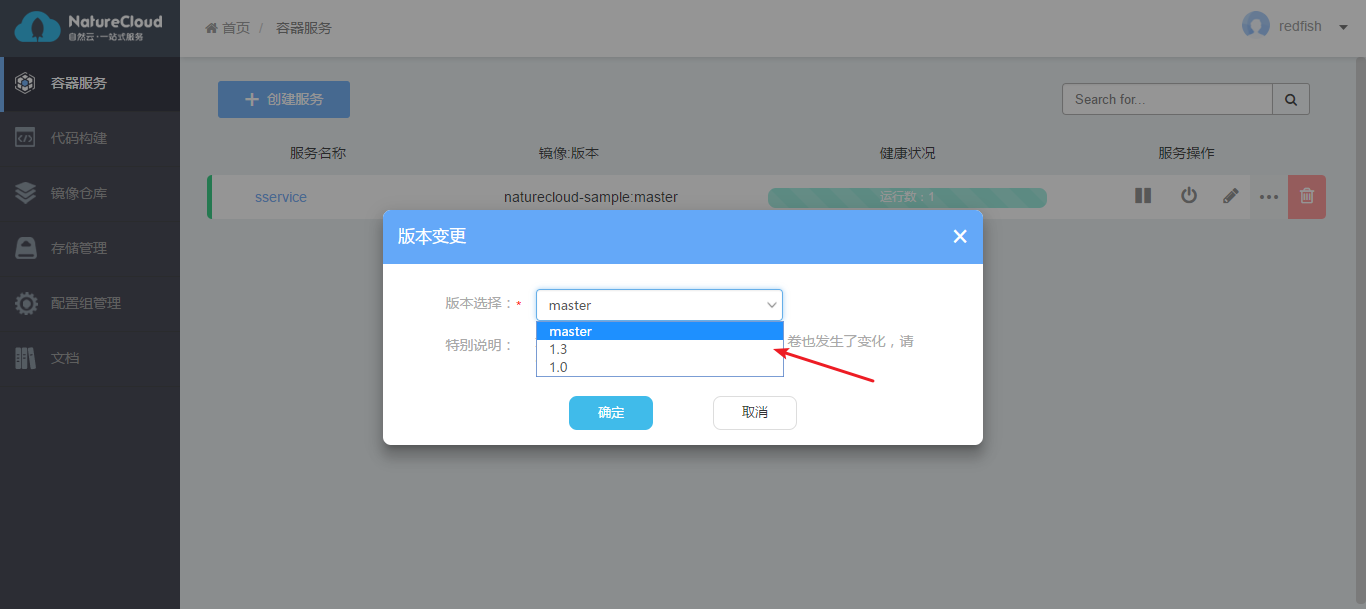 NatureCloud
自然云·一站式服务
首页 / 容器服务
redfish
容器服务
代码构建
镜像仓库
存储管理
配置组管理
文档
创建服务
Search for...
服务名称 镜像:版本 健康状况 服务操作
sservice naturecloud-sample:master 运行数：1
版本变更
版本选择：* master
master
1.3
1.0
特别说明： 卷也发生了变化，请
确定 取消